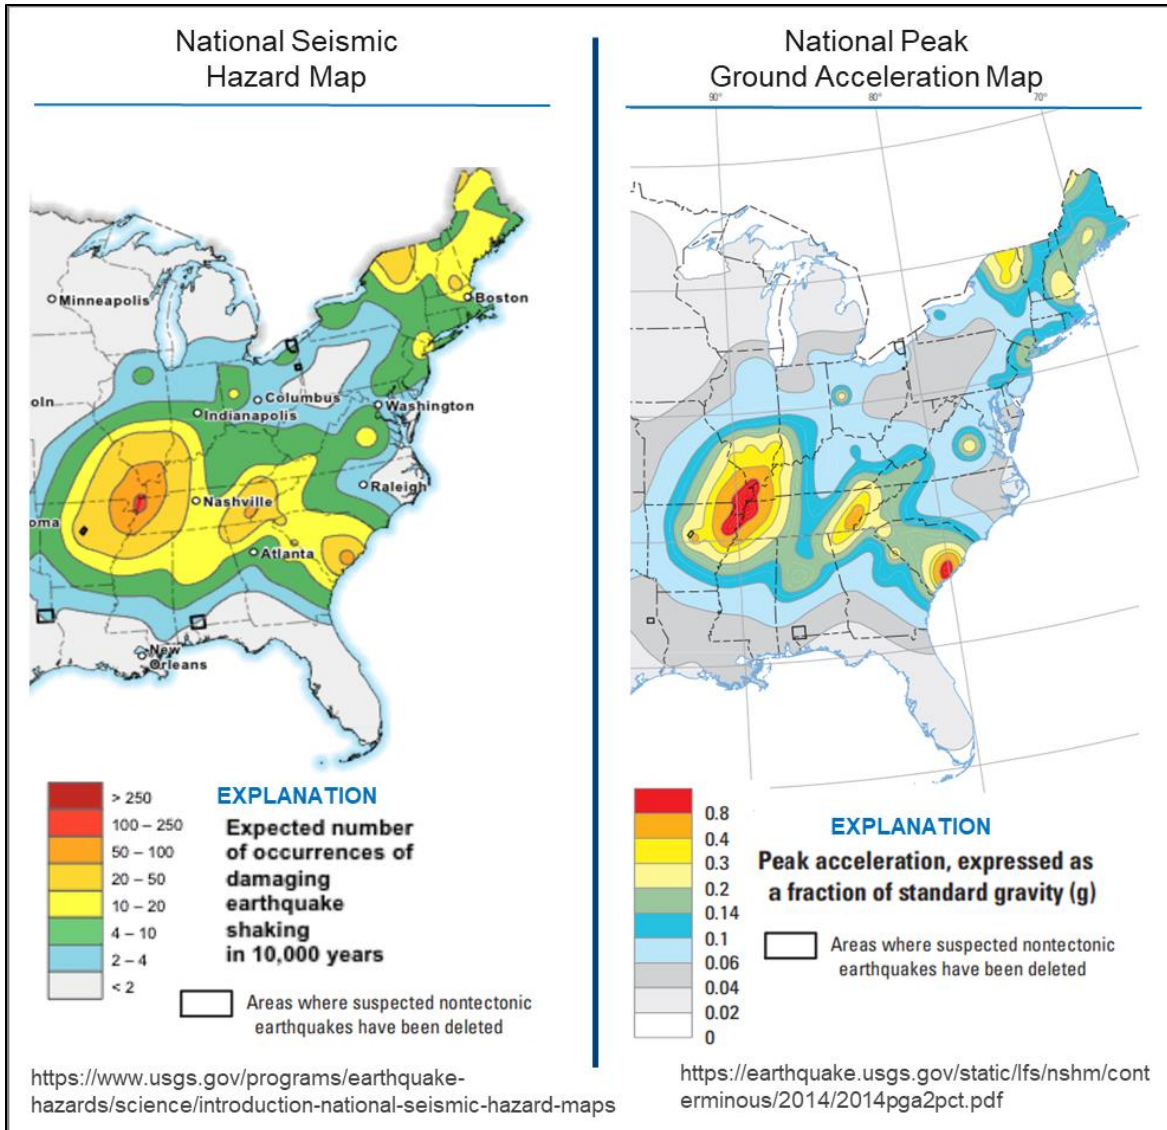 National Seismic
Hazard Map
Minneapolis
Boston
oln
Columbus
Indianapolis
Washington
Raleigh
Nashville
oma
Atlanta
New
Orleans
> 250
100 – 250
50 – 100
20 – 50
10 – 20
4 – 10
2 – 4
< 2
EXPLANATION
Expected number
of occurrences of
damaging
earthquake
shaking
in 10,000 years
Areas where suspected nontectonic
earthquakes have been deleted
https://www.usgs.gov/programs/earthquake-
hazards/science/introduction-national-seismic-hazard-maps
National Peak
Ground Acceleration Map
90°
80°
70°
0.8
0.4
0.3
0.2
0.14
0.1
0.06
0.04
0.02
0
EXPLANATION
Peak acceleration, expressed as
a fraction of standard gravity (g)
Areas where suspected nontectonic
earthquakes have been deleted
https://earthquake.usgs.gov/static/lfs/nshm/cont
erminous/2014/2014pga2pct.pdf